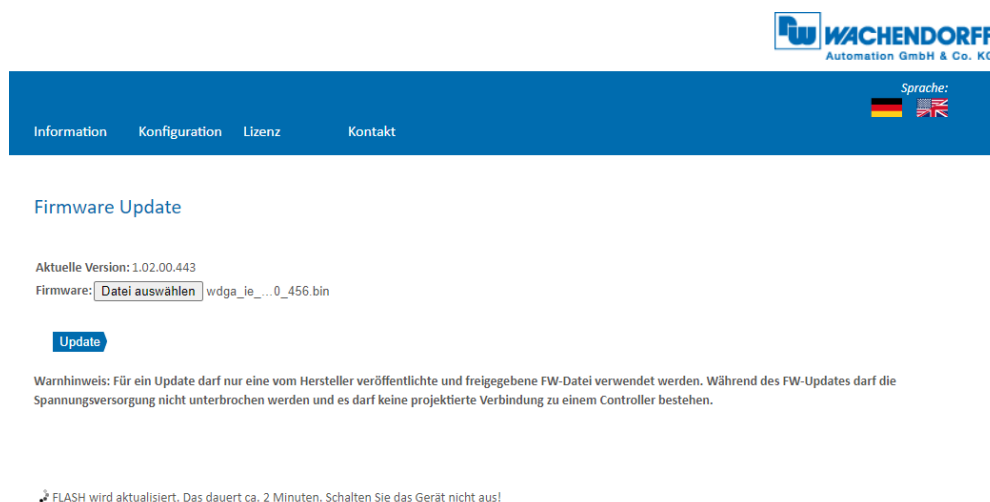 WACHENDORFF
Automation GmbH & Co. KG
Sprache:
Information Konfiguration Lizenz Kontakt
Firmware Update
Aktuelle Version: 1.02.00.443
Firmware: Datei auswählen wdga_ie_...0_456.bin
Update
Warnhinweis: Für ein Update darf nur eine vom Hersteller veröffentlichte und freigegebene FW-Datei verwendet werden. Während des FW-Updates darf die
Spannungsversorgung nicht unterbrochen werden und es darf keine projektierte Verbindung zu einem Controller bestehen.
FLASH wird aktualisiert. Das dauert ca. 2 Minuten. Schalten Sie das Gerät nicht aus!